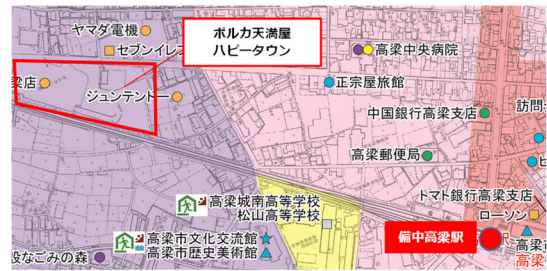 ヤマダ電機
ポルカ天満屋
ハピータウン
セブンイレブ
高梁中央病院
梁店
ジュンテンドー
正宗屋旅館
中国銀行高梁支店
訪問
高梁郵便局
ヒ
高梁城南高等学校
松山高等学校
トマト銀行高梁支店
ローソン
備中高梁駅
駅
高梁市文化交流館
高梁市歴史美術館
高梁市
高梁
設なごみの森